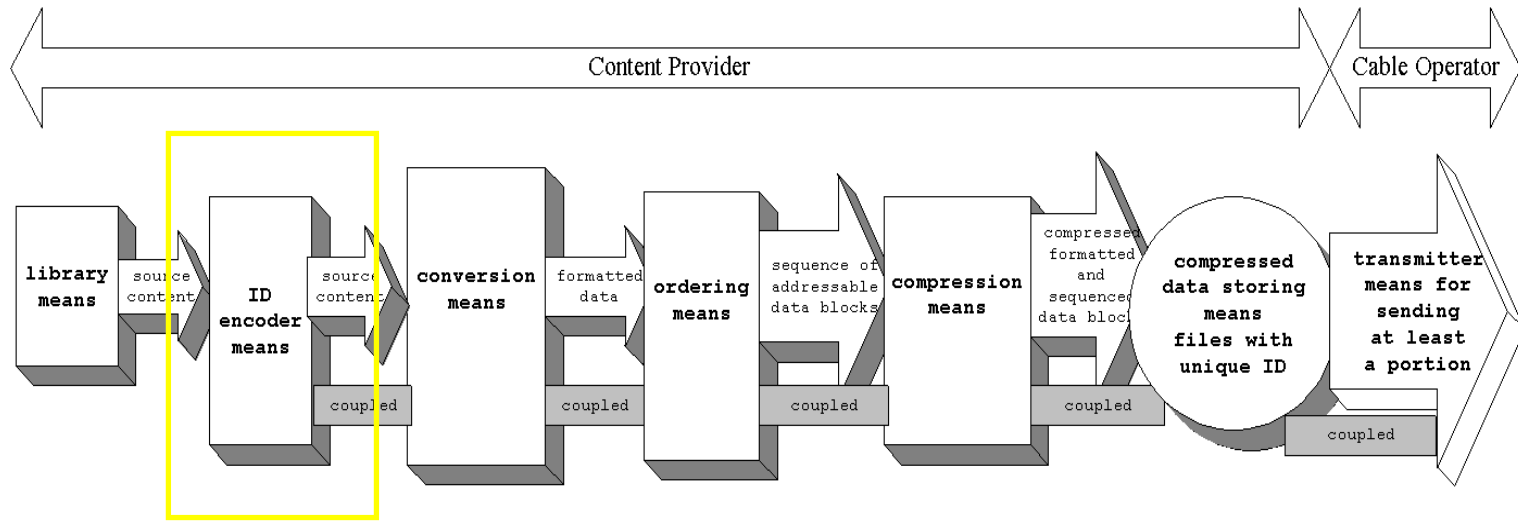 Content Provider
Cable Operator
library
means
source
content
ID
encoder
means
source
content
coupled
conversion
means
formatted
data
coupled
ordering
means
sequence of
addressable
data blocks
coupled
compression
means
compressed
formatted
and
sequenced
data blocks
coupled
compressed
data storing
means
files with
unique ID
transmitter
means for
sending
at least
a portion
coupled